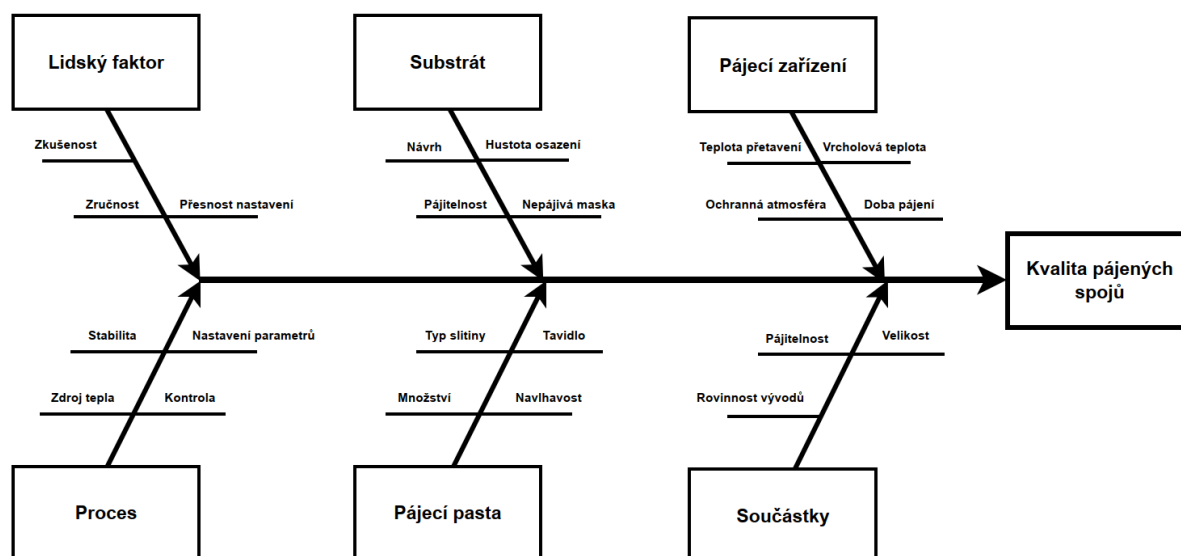 Lidský faktor
Substrát
Pájecí zařízení
Zkušenost
Návrh
Hustota osazení
Teplota přetavení
Vrcholová teplota
Zručnost
Přesnost nastavení
Pájitelnost
Nepájivá maska
Ochranná atmosféra
Doba pájení
Kvalita pájených
spojů
Stabilita
Nastavení parametrů
Typ slitiny
Tavidlo
Pájitelnost
Velikost
Zdroj tepla
Kontrola
Množství
Navlhavost
Rovinnost vývodů
Proces
Pájecí pasta
Součástky